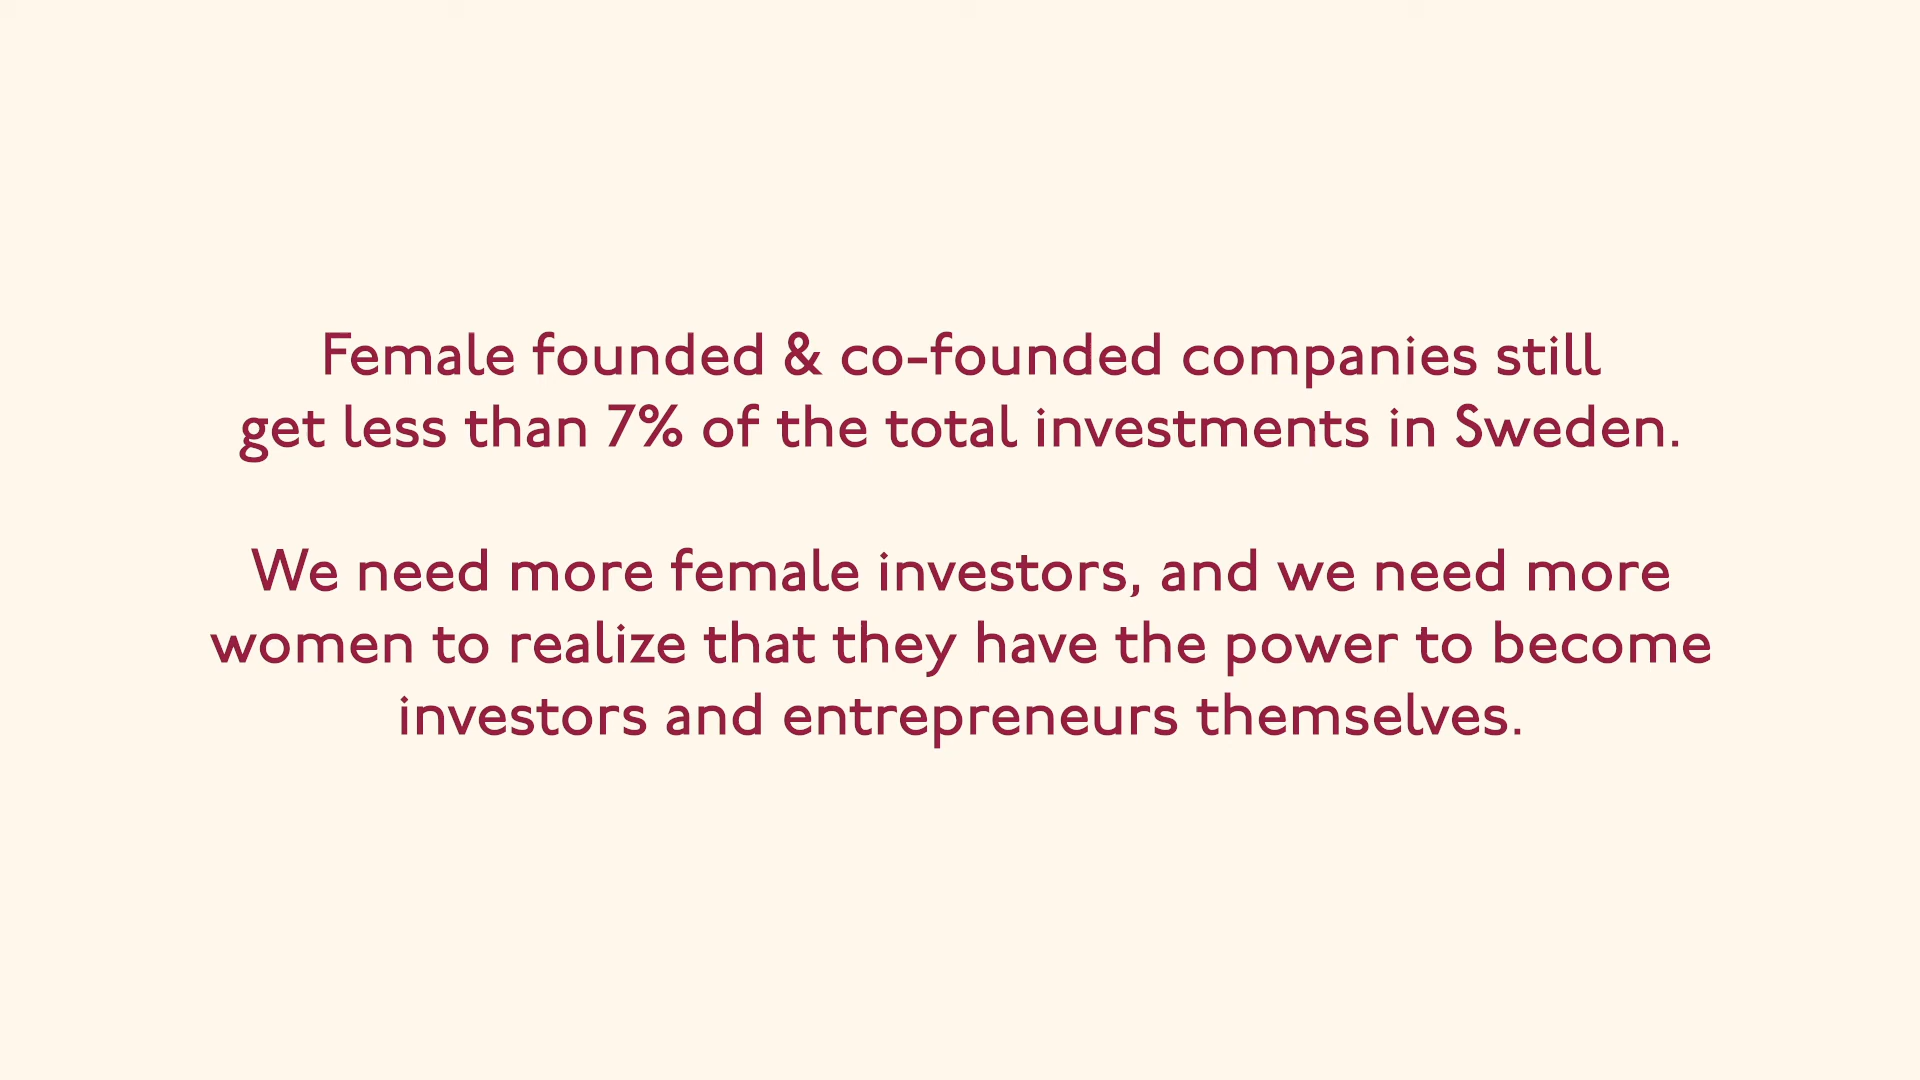 Female founded & co-founded companies still
get less than 7% of the total investments in Sweden.
We need more female investors, and we need more
women to realize that they have the power to become
investors and entrepreneurs themselves.